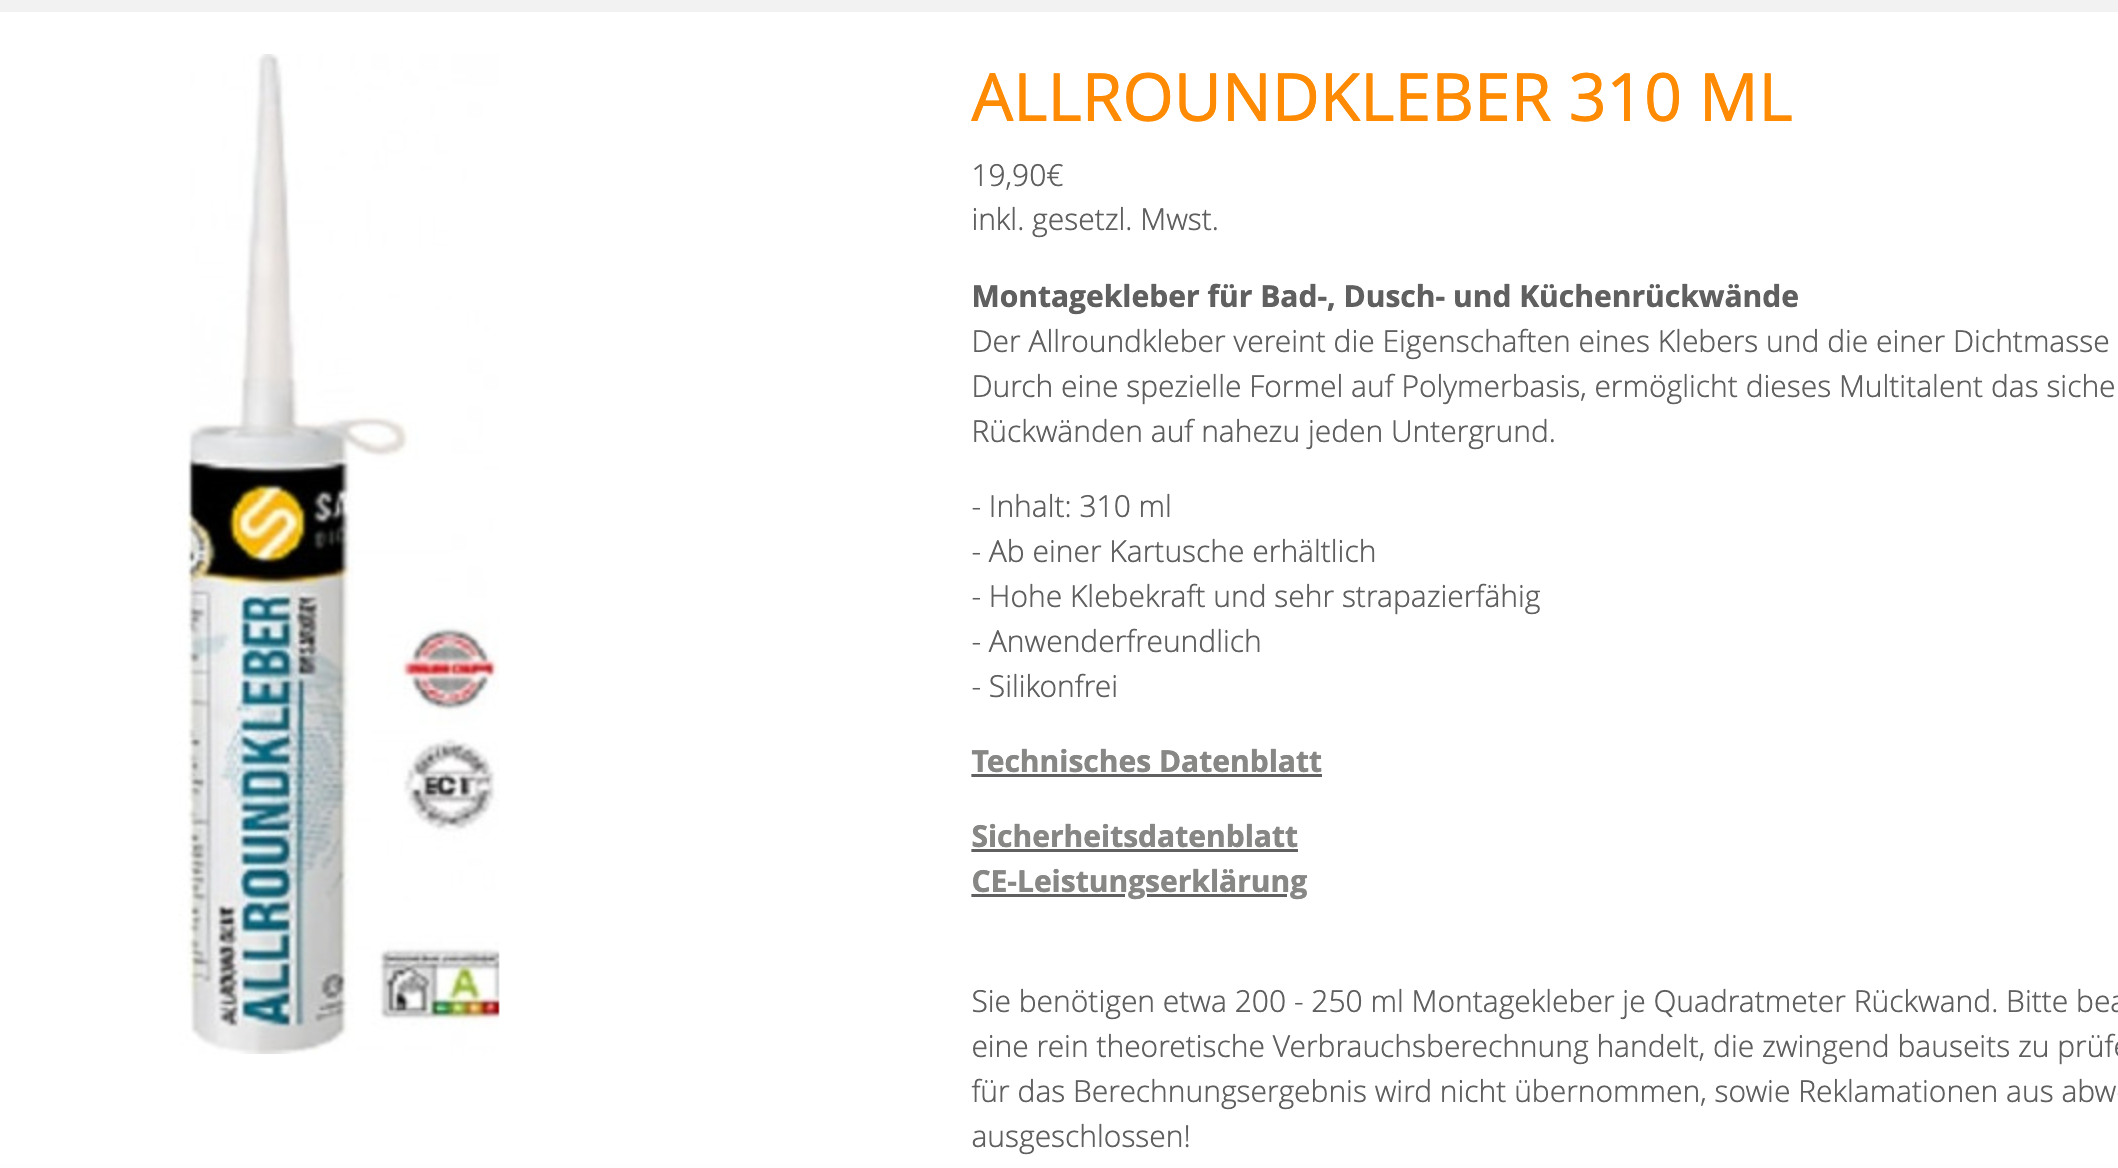 ALLROUNDKLEBER 310 ML
19,90€
inkl. gesetzl. Mwst.
Montagekleber für Bad-, Dusch- und Küchenrückwände
Der Allroundkleber vereint die Eigenschaften eines Klebers und die einer Dichtmasse
Durch eine spezielle Formel auf Polymerbasis, ermöglicht dieses Multitalent das siche
Rückwänden auf nahezu jeden Untergrund.
- Inhalt: 310 ml
- Ab einer Kartusche erhältlich
- Hohe Klebekraft und sehr strapazierfähig
- Anwenderfreundlich
- Silikonfrei
Technisches Datenblatt
Sicherheitsdatenblatt
CE-Leistungserklärung
Sie benötigen etwa 200 - 250 ml Montagekleber je Quadratmeter Rückwand. Bitte bea
eine rein theoretische Verbrauchsberechnung handelt, die zwingend bauseits zu prüfe
für das Berechnungsergebnis wird nicht übernommen, sowie Reklamationen aus abw
ausgeschlossen!
SA
DIC
ALLROUNDKLEBER
A